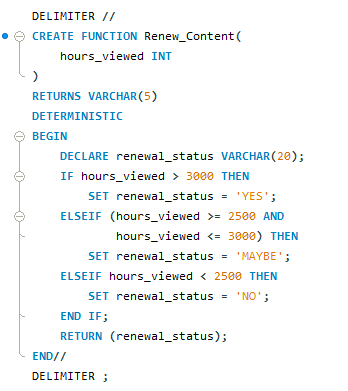 DELIMITER //
CREATE FUNCTION Renew_Content(
    hours_viewed INT
)
RETURNS VARCHAR(5)
DETERMINISTIC
BEGIN
    DECLARE renewal_status VARCHAR(20);
    IF hours_viewed > 3000 THEN
        SET renewal_status = 'YES';
    ELSEIF (hours_viewed >= 2500 AND
            hours_viewed <= 3000) THEN
        SET renewal_status = 'MAYBE';
    ELSEIF hours_viewed < 2500 THEN
        SET renewal_status = 'NO';
    END IF;
    RETURN (renewal_status);
END//
DELIMITER ;